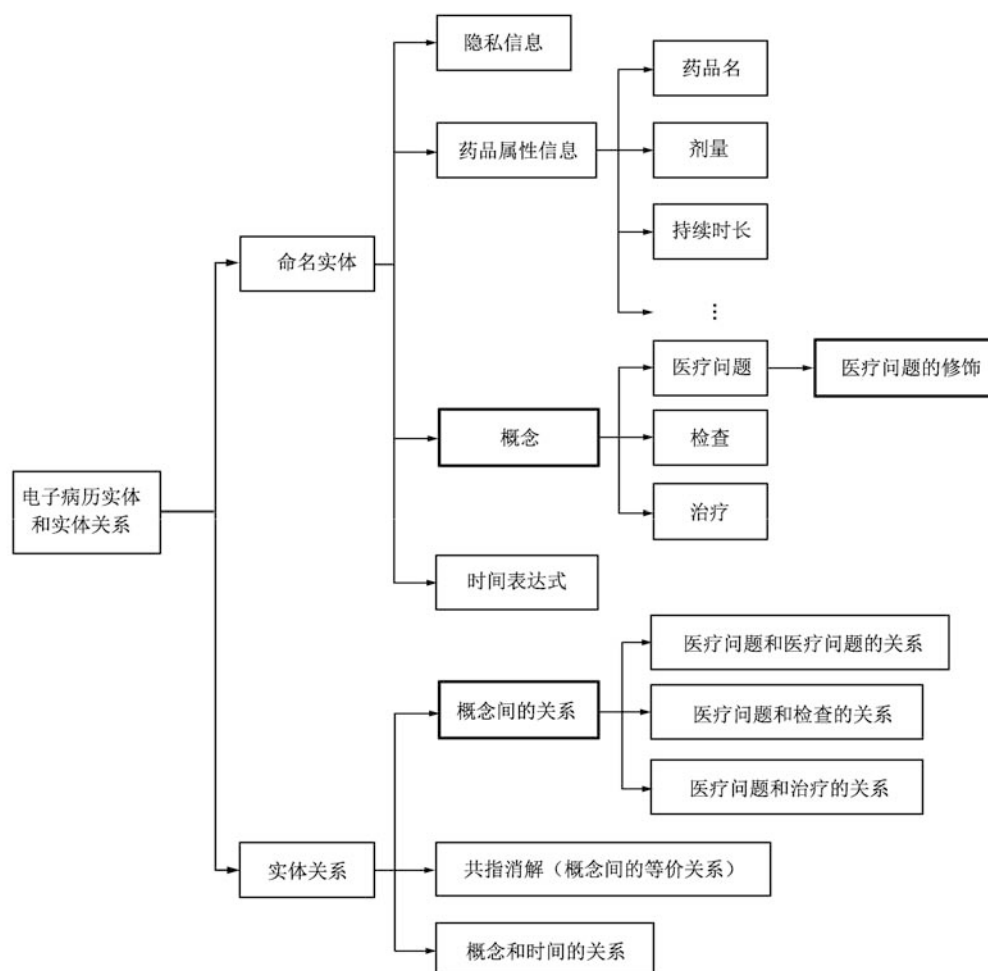 隐私信息
药品名
药品属性信息
剂量
持续时长
命名实体
⋮
医疗问题
医疗问题的修饰
概念
检查
电子病历实体
和实体关系
治疗
时间表达式
医疗问题和医疗问题的关系
概念间的关系
医疗问题和检查的关系
医疗问题和治疗的关系
实体关系
共指消解（概念间的等价关系）
概念和时间的关系